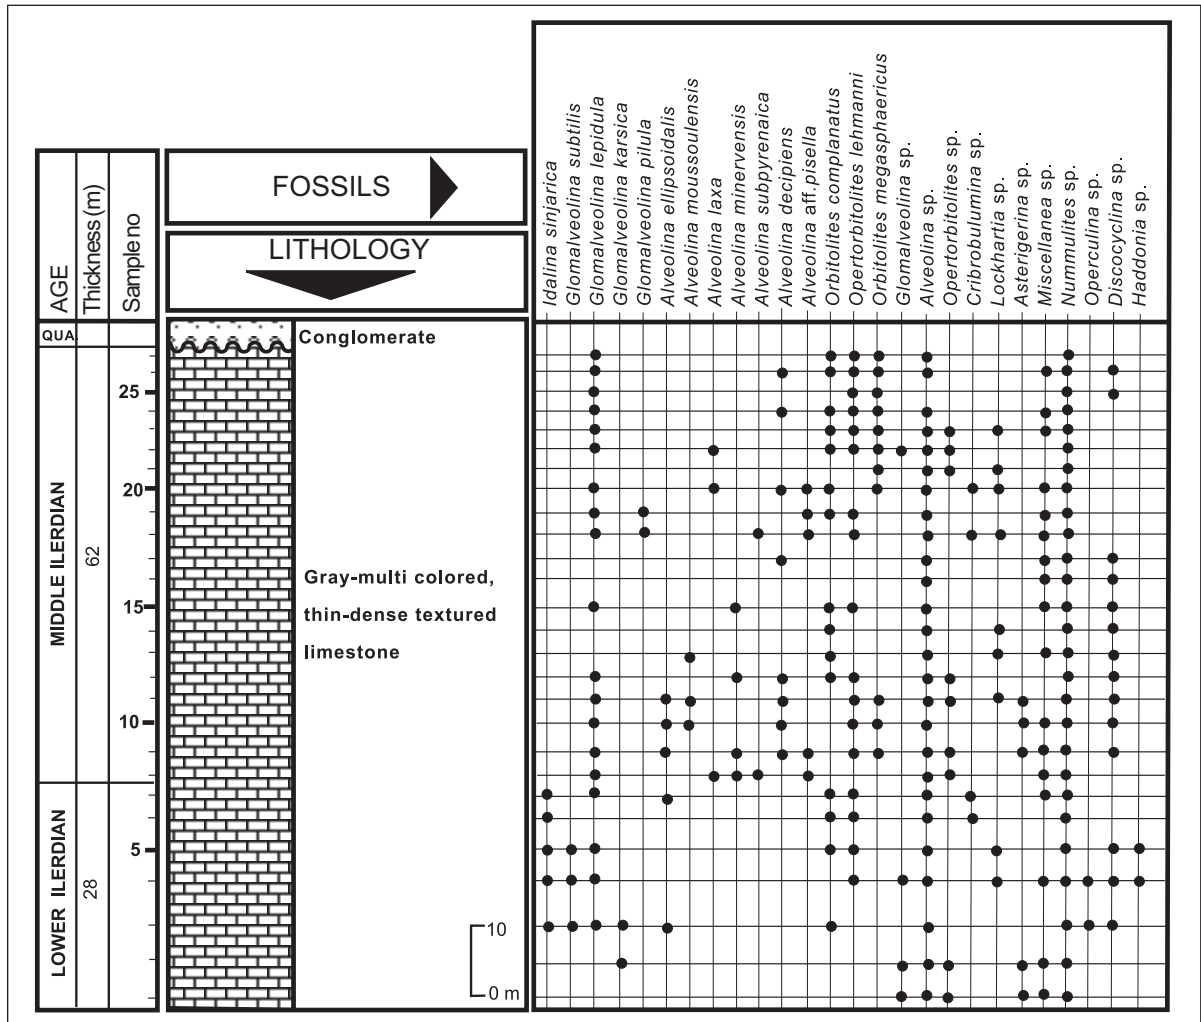 FOSSILS
LITHOLOGY
AGE
Thickness (m)
Sample no
Idalina sinjarica
Glomalveolina subtilis
Glomalveolina lepidula
Glomalveolina karsica
Glomalveolina pilula
Alveolina ellipsoidalis
Alveolina moussoulensis
Alveolina laxa
Alveolina minervensis
Alveolina subpyrenaica
Alveolina decipiens
Alveolina aff.pisella
Orbitolites complanatus
Opertorbitolites lehmanni
Orbitolites megasphaericus
Glomalveolina sp.
Alveolina sp.
Opertorbitolites sp.
Cribrobulumina sp.
Lockhartia sp.
Asterigerina sp.
Miscellanea sp.
Nummulites sp.
Operculina sp.
Discocyclina sp.
Haddonia sp.
QUA.
Conglomerate
25
20
MIDDLE ILERDIAN
62
Gray-multi colored,
15
thin-dense textured
limestone
10
5
LOWER ILERDIAN
28
10
0 m